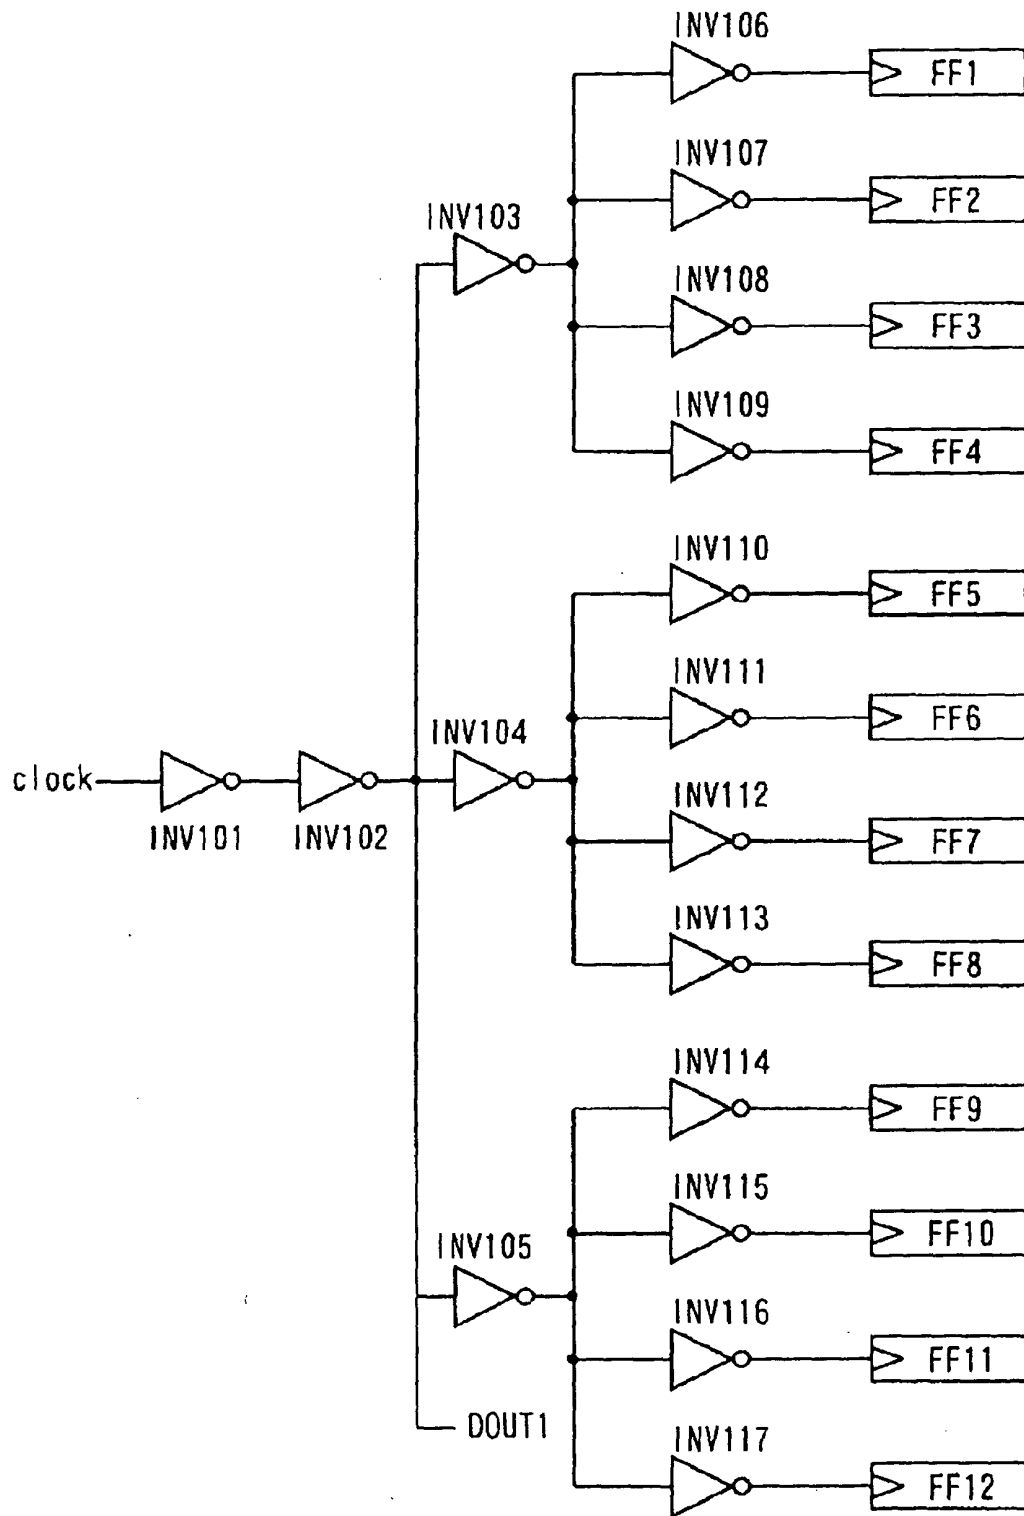 INV106
FF1
INV107
FF2
INV103
INV108
FF3
INV109
FF4
INV110
FF5
INV111
FF6
INV104
clock
INV101
INV102
INV112
FF7
INV113
FF8
INV114
FF9
INV115
FF10
INV105
INV116
FF11
DOUT1
INV117
FF12